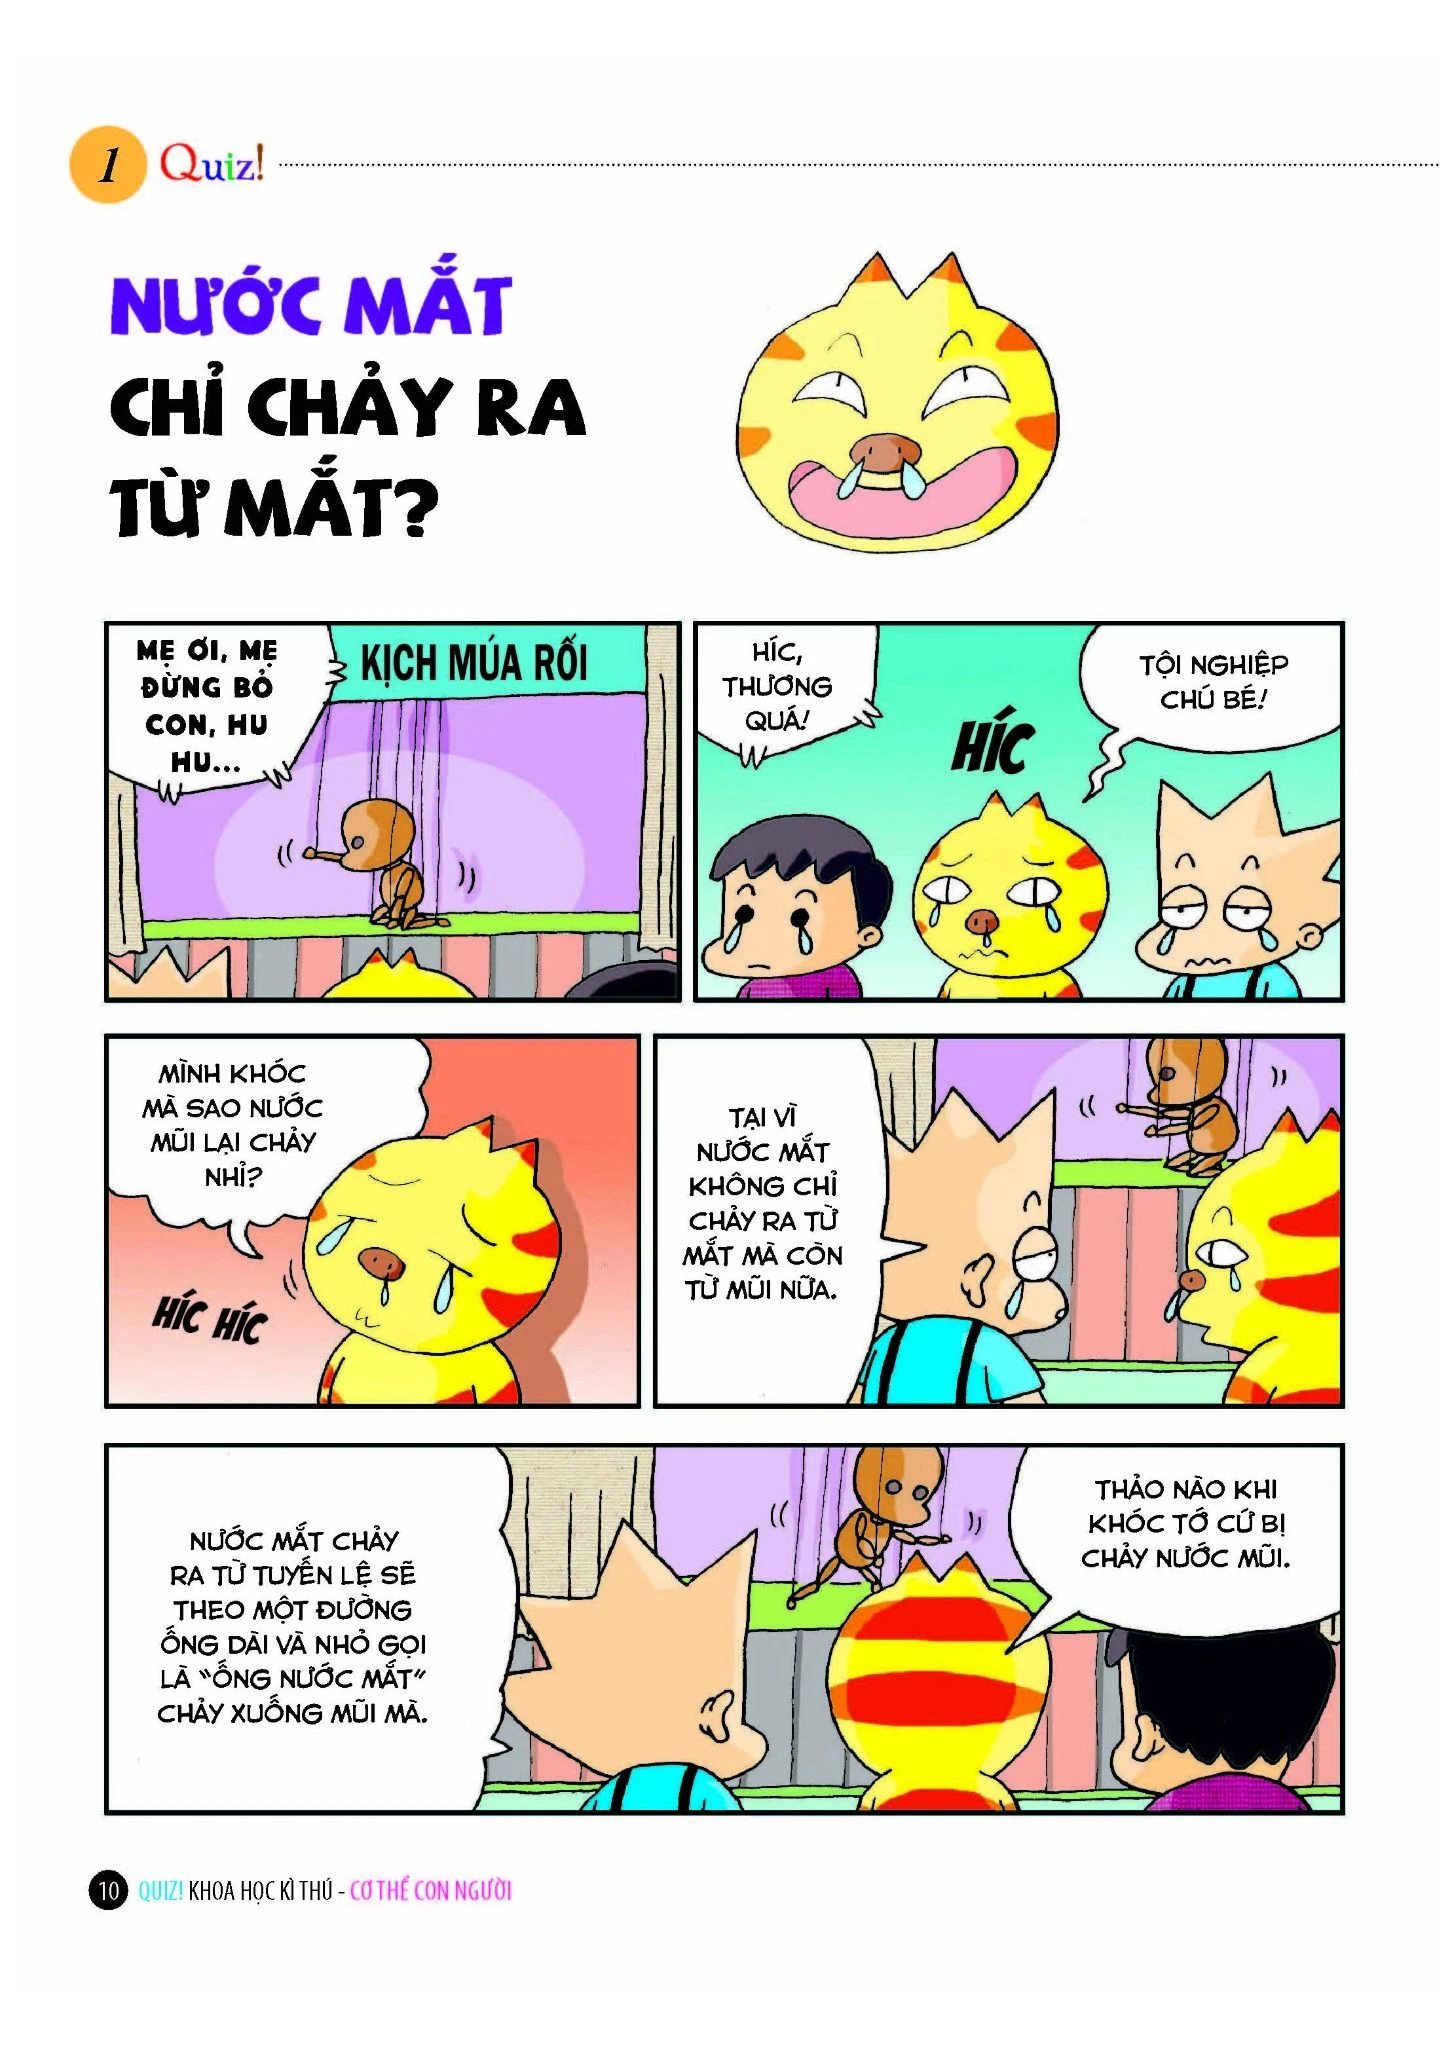 1 Quiz!
NƯỚC MẮT
CHỈ CHẢY RA
TỪ MẮT?
MẸ ƠI, MẸ
ĐỪNG BỎ
CON, HU
HU...
KỊCH MÚA RỐI
HÍC,
THƯƠNG
QUÁ!
HÍC
TỘI NGHIỆP
CHÚ BÉ!
MÌNH KHÓC
MÀ SAO NƯỚC
MŨI LẠI CHẢY
NHỈ?
HÍC HÍC
TẠI VÌ
NƯỚC MẮT
KHÔNG CHỈ
CHẢY RA TỪ
MẮT MÀ CÒN
TỪ MŨI NỮA.
NƯỚC MẮT CHẢY
RA TỪ TUYẾN LỆ SẼ
THEO MỘT ĐƯỜNG
ỐNG DÀI VÀ NHỎ GỌI
LÀ "ỐNG NƯỚC MẮT"
CHẢY XUỐNG MŨI MÀ.
THẢO NÀO KHI
KHÓC TỚ CỨ BỊ
CHẢY NƯỚC MŨI.
10 QUIZ! KHOA HỌC KÌ THÚ - CƠ THỂ CON NGƯỜI